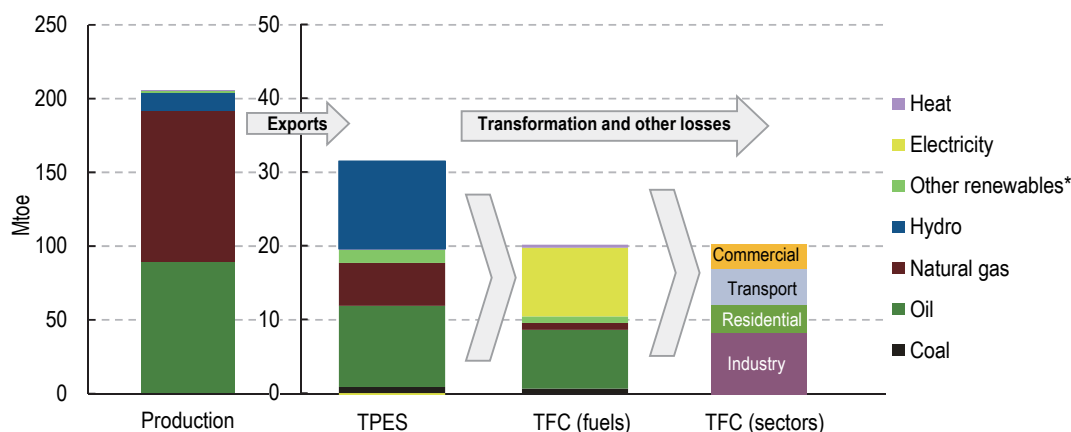 250
200
150
100
50
0
Mtoe
50
40
30
20
10
0
Exports
Transformation and other losses
Commercial
Transport
Residential
Industry
Production
TPES
TFC (fuels)
TFC (sectors)
Heat
Electricity
Other renewables*
Hydro
Natural gas
Oil
Coal